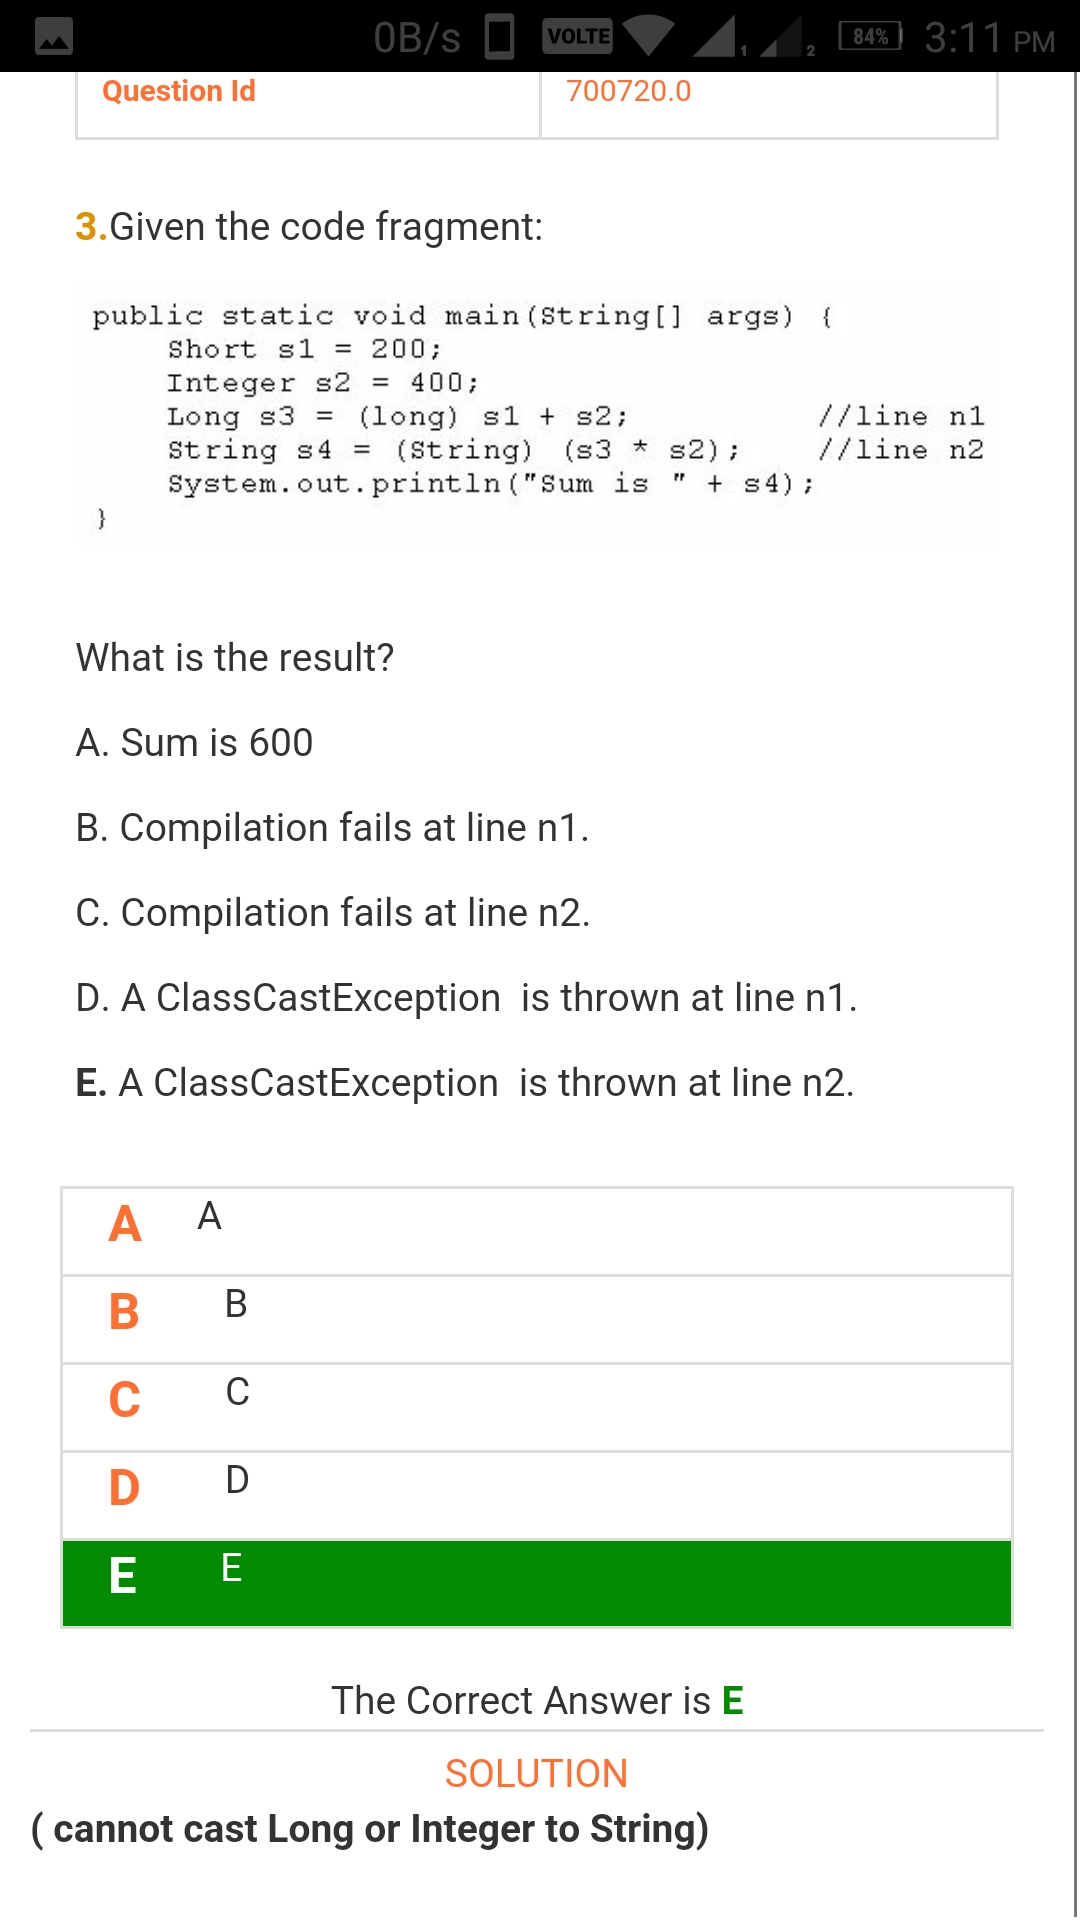 0B/s VOLTE 1 2 84% 3:11 PM
Question Id 700720.0
3.Given the code fragment:
public static void main(String[] args) {
Short s1 = 200;
Integer s2 = 400;
Long s3 = (long) s1 + s2; //line n1
String s4 = (String) (s3 * s2); //line n2
System.out.println("Sum is " + s4);
}
What is the result?
A. Sum is 600
B. Compilation fails at line n1.
C. Compilation fails at line n2.
D. A ClassCastException is thrown at line n1.
E. A ClassCastException is thrown at line n2.
A A
B B
C C
D D
E E
The Correct Answer is E
SOLUTION
( cannot cast Long or Integer to String)